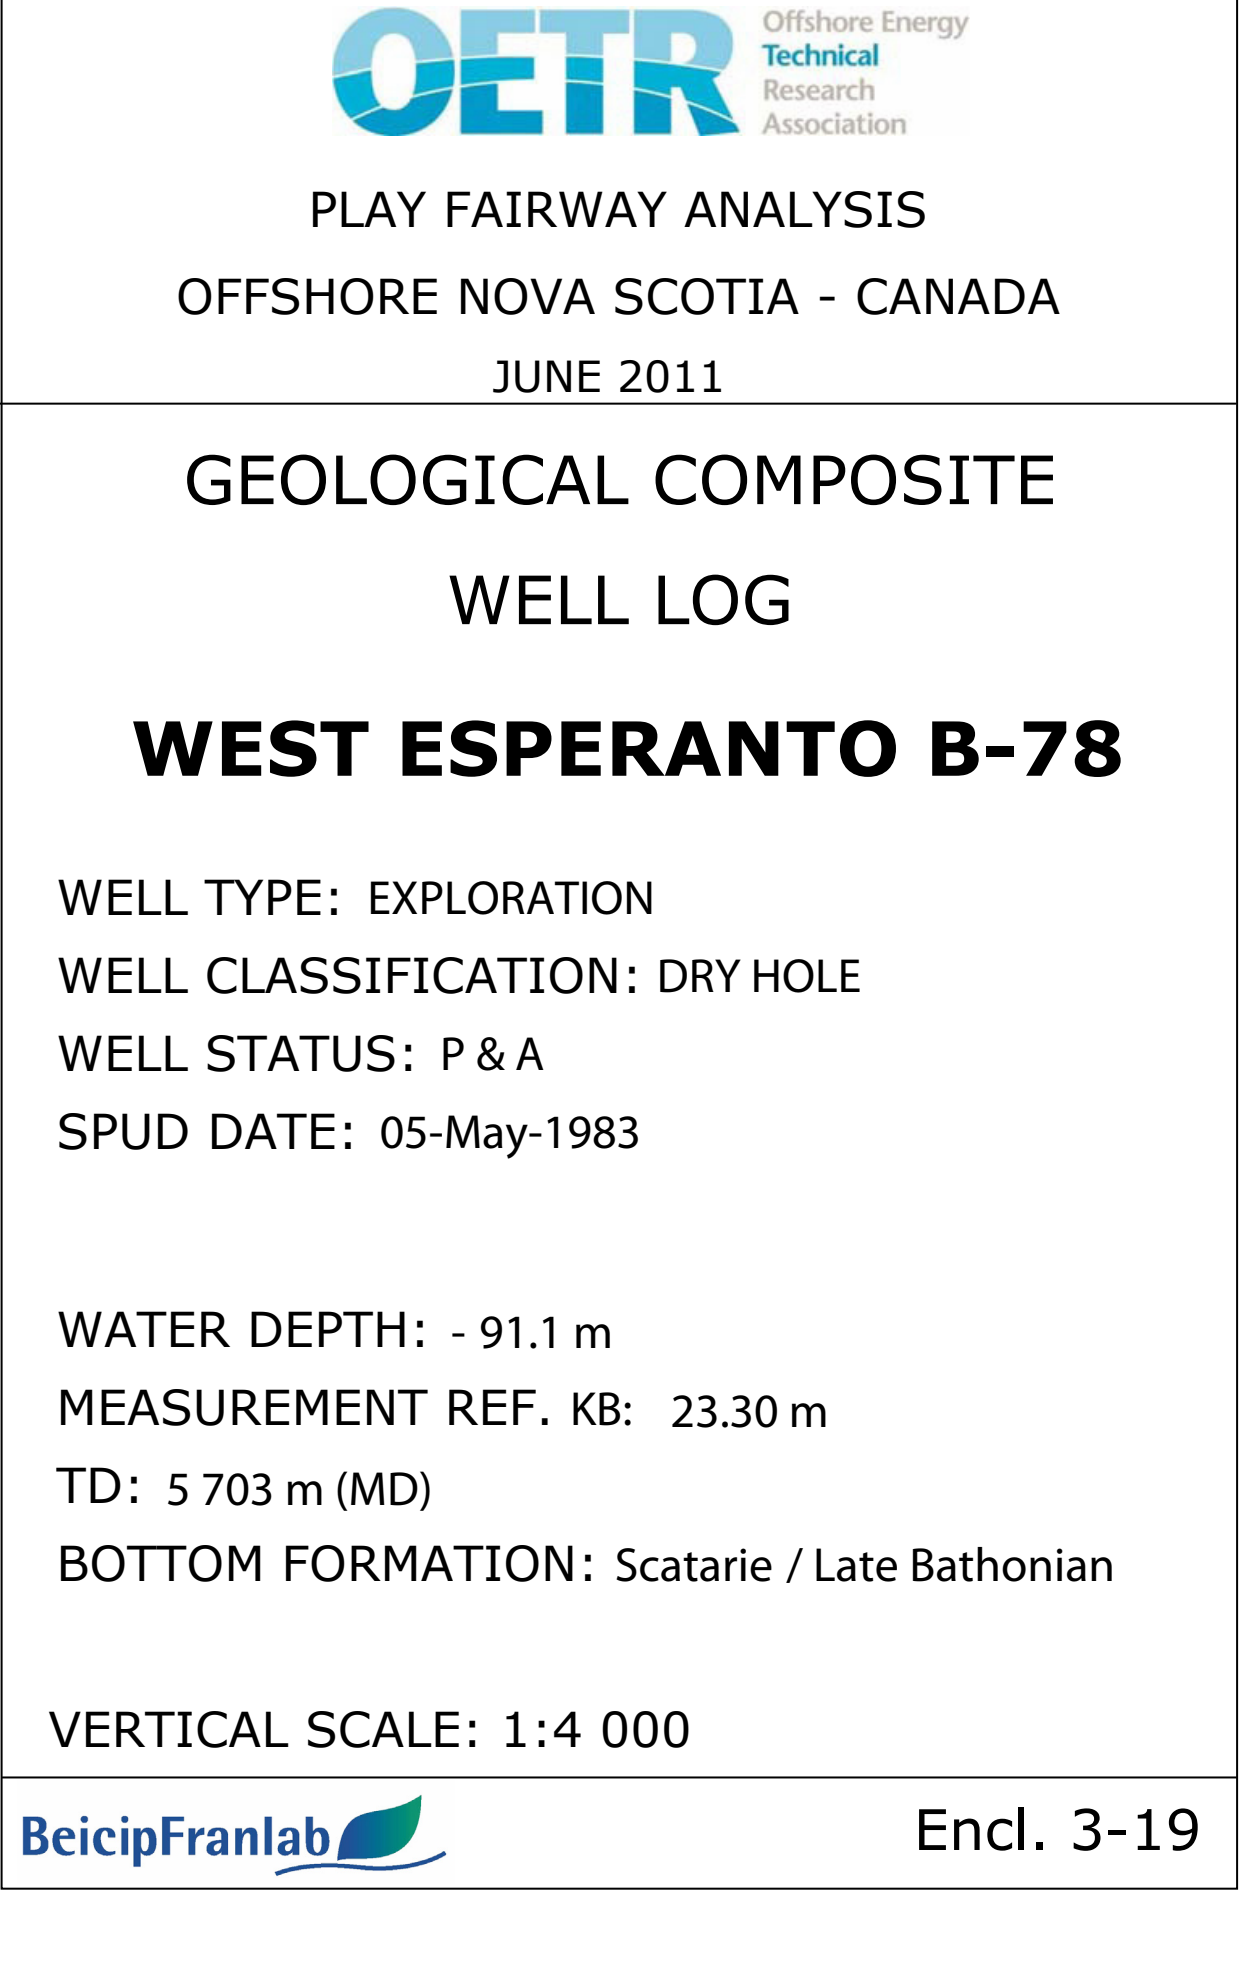 OETR
Offshore Energy
Technical
Research
Association
PLAY FAIRWAY ANALYSIS
OFFSHORE NOVA SCOTIA - CANADA
JUNE 2011
GEOLOGICAL COMPOSITE
WELL LOG
WEST ESPERANTO B-78
WELL TYPE: EXPLORATION
WELL CLASSIFICATION: DRY HOLE
WELL STATUS: P & A
SPUD DATE: 05-May-1983
WATER DEPTH: - 91.1 m
MEASUREMENT REF. KB: 23.30 m
TD: 5 703 m (MD)
BOTTOM FORMATION: Scatarie / Late Bathonian
VERTICAL SCALE: 1:4 000
BeicipFranlab
Encl. 3-19